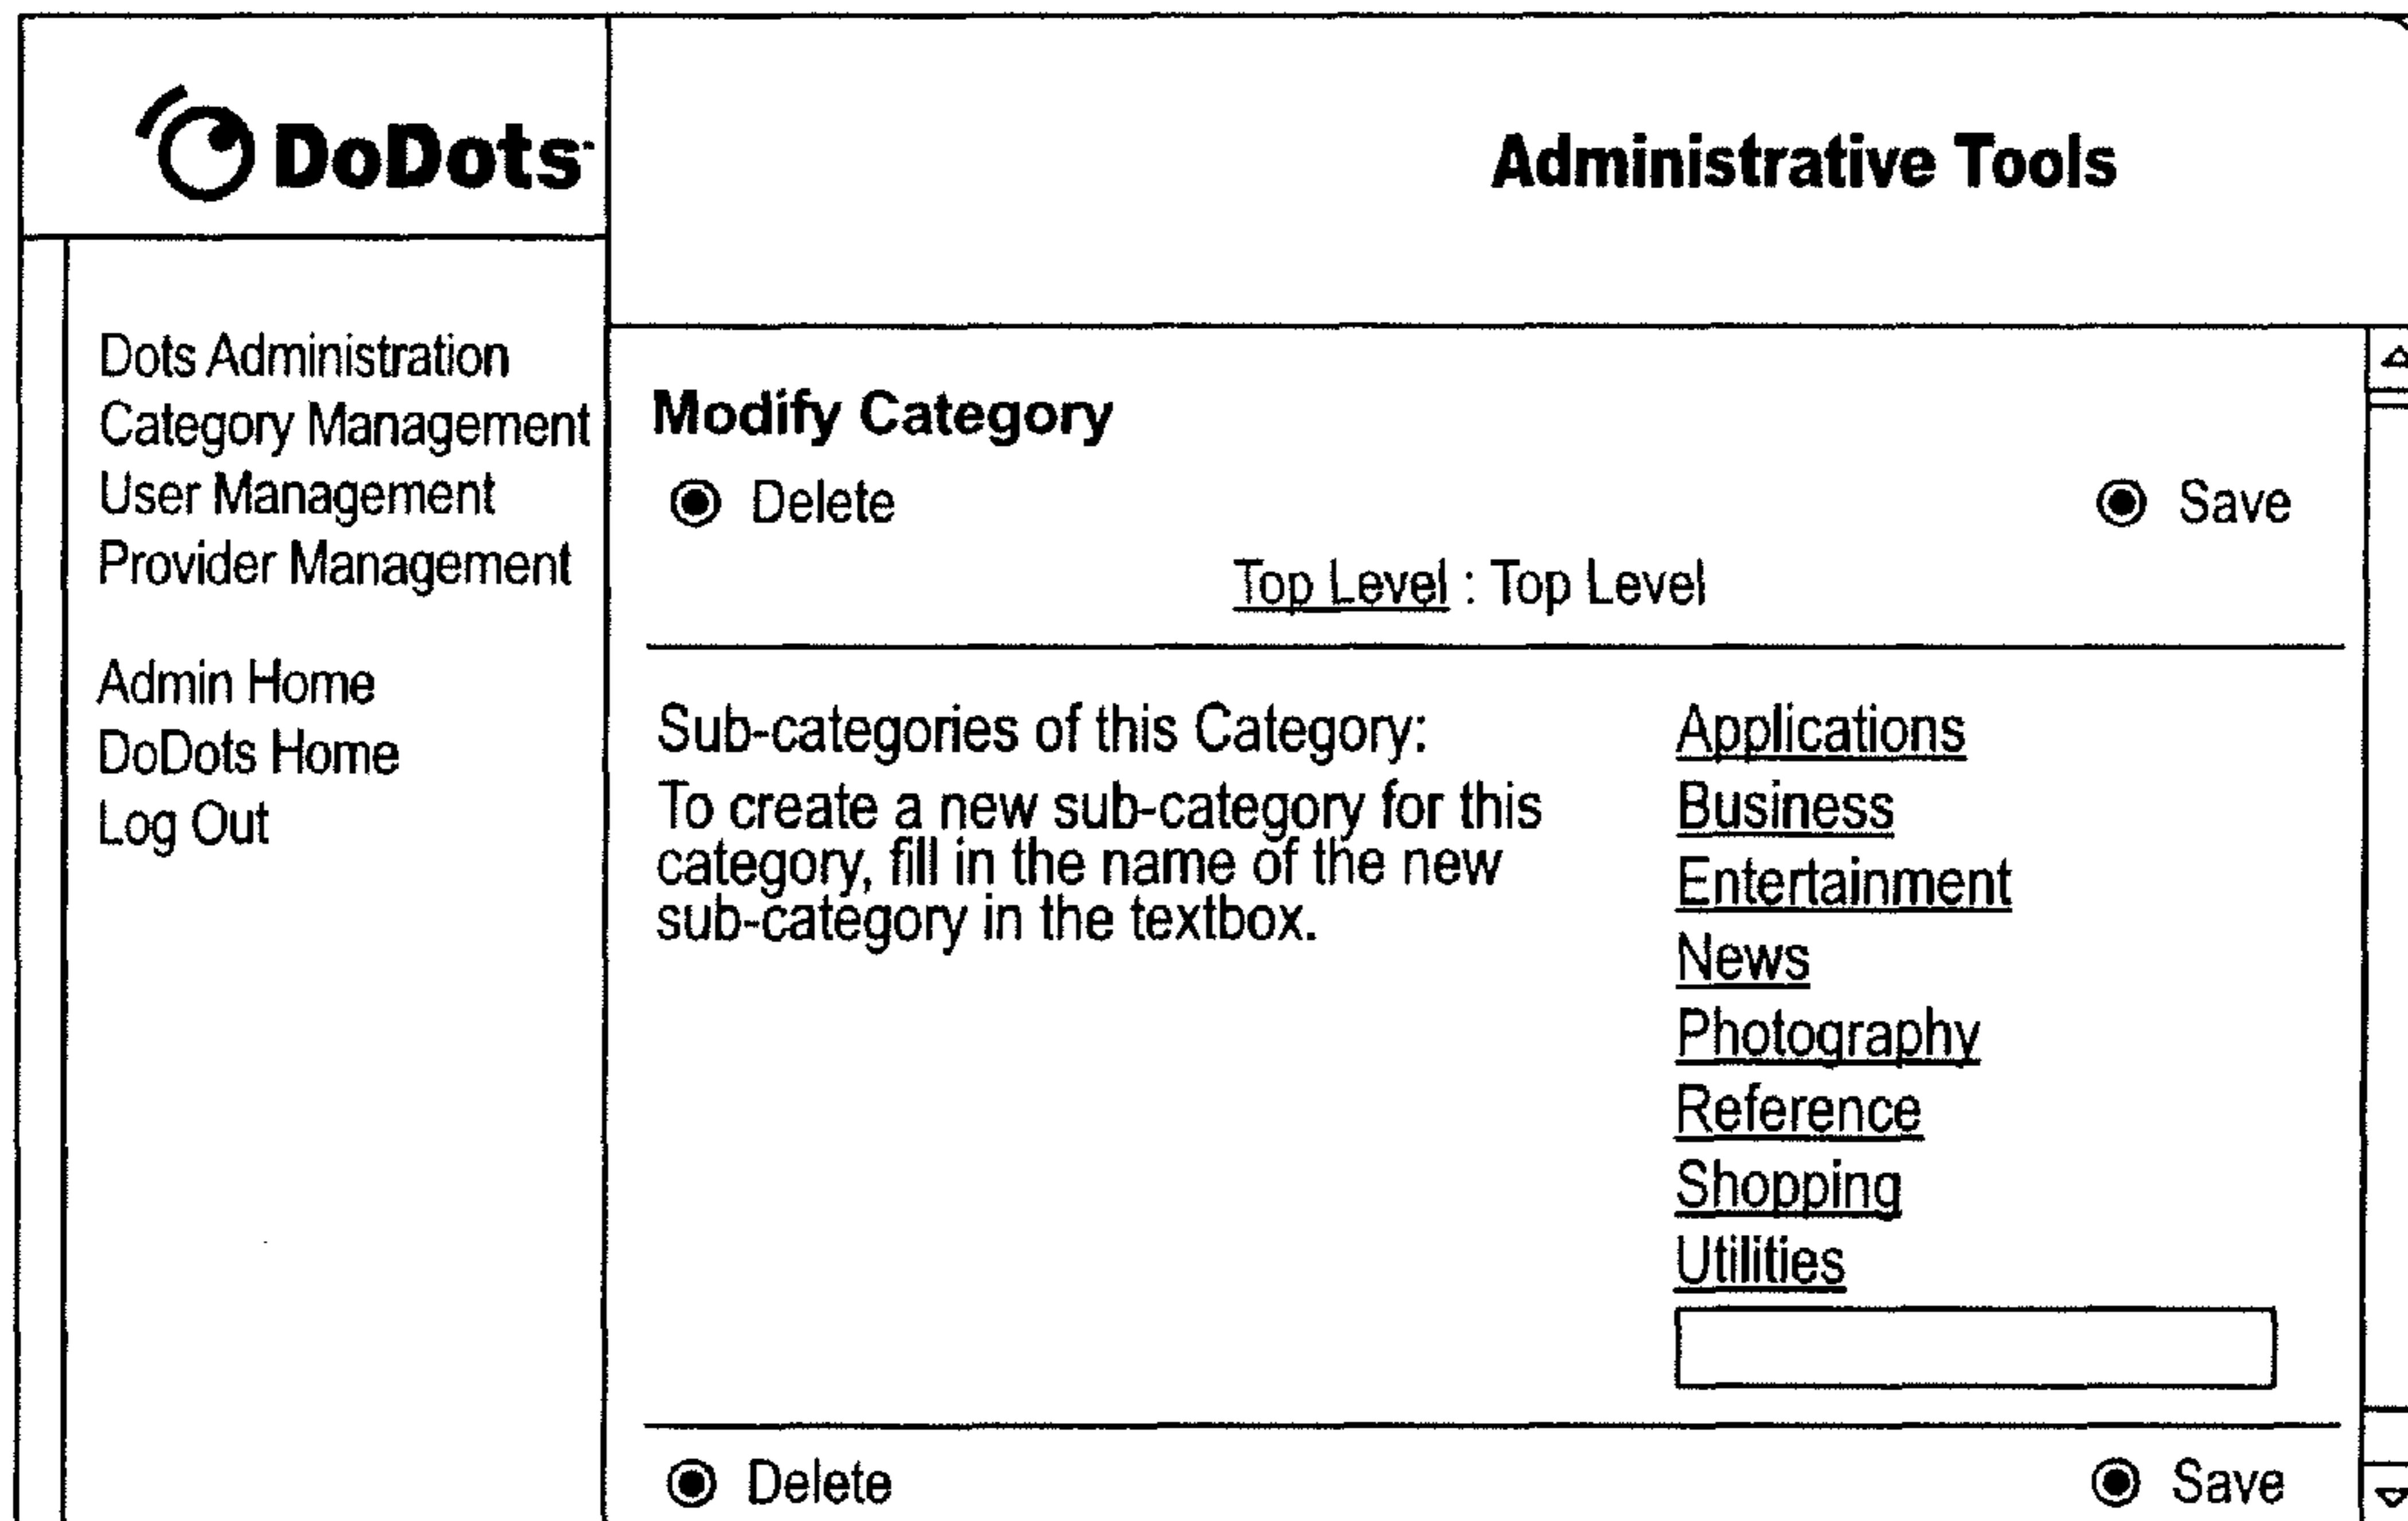 DoDots™
Administrative Tools
Dots Administration
Category Management
User Management
Provider Management
Admin Home
DoDots Home
Log Out
Modify Category
Delete
Save
Top Level : Top Level
Sub-categories of this Category:
To create a new sub-category for this
category, fill in the name of the new
sub-category in the textbox.
Applications
Business
Entertainment
News
Photography
Reference
Shopping
Utilities
Delete
Save